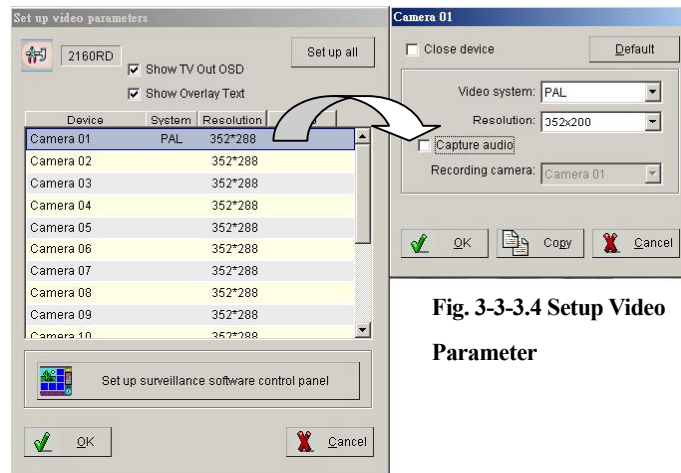 Set up video parameters
2160RD
Set up all
Show TV Out OSD
Show Overlay Text
Device System Resolution
Camera 01 PAL 352*288
Camera 02 352*288
Camera 03 352*288
Camera 04 352*288
Camera 05 352*288
Camera 06 352*288
Camera 07 352*288
Camera 08 352*288
Camera 09 352*288
Camera 10 352*288
Set up surveillance software control panel
OK Cancel
Camera 01
Close device Default
Video system: PAL
Resolution: 352x200
Capture audio
Recording camera: Camera 01
OK Copy Cancel
Fig. 3-3-3.4 Setup Video
Parameter